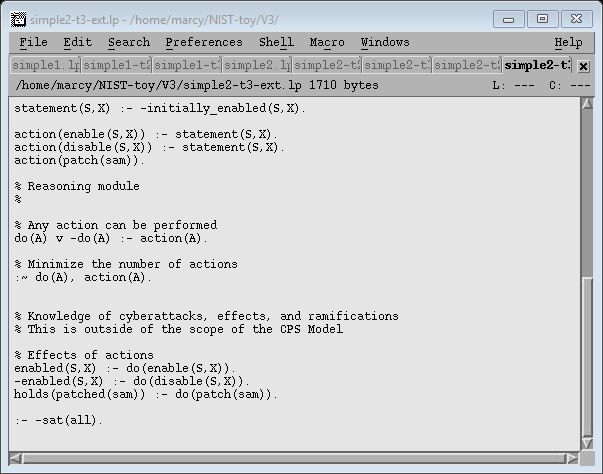 simple2-t3-ext.lp - /home/marcy/NIST-toy/V3/
File Edit Search Preferences Shell Macro Windows Help
simple1.lp simple1-t2 simple1-t3 simple2.lp simple2-t simple2-t2 simple2-t2 simple2-t3
/home/marcy/NIST-toy/V3/simple2-t3-ext.lp 1710 bytes L: --- C: ---
statement(S,X) :- -initially_enabled(S,X).
action(enable(S,X)) :- statement(S,X).
action(disable(S,X)) :- statement(S,X).
action(patch(sam)).
% Reasoning module
%
% Any action can be performed
do(A) v -do(A) :- action(A).
% Minimize the number of actions
:~ do(A), action(A).
% Knowledge of cyberattacks, effects, and ramifications
% This is outside of the scope of the CPS Model
% Effects of actions
enabled(S,X) :- do(enable(S,X)).
-enabled(S,X) :- do(disable(S,X)).
holds(patched(sam)) :- do(patch(sam)).
:- -sat(all).